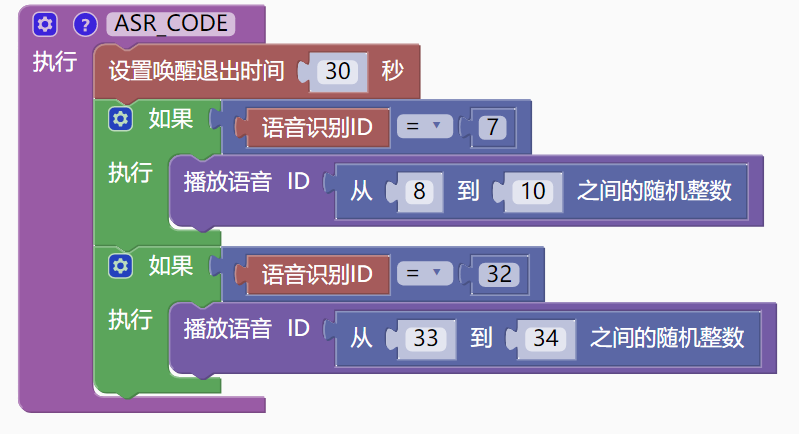 ? ASR_CODE
执行 设置唤醒退出时间 30 秒
如果 语音识别ID = 7
执行 播放语音 ID 从 8 到 10 之间的随机整数
如果 语音识别ID = 32
执行 播放语音 ID 从 33 到 34 之间的随机整数